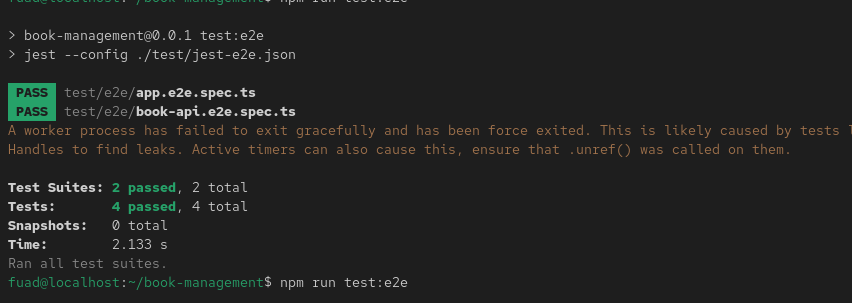 fuad@localhost:~/book-management$ npm run test:e2e
> book-management@0.0.1 test:e2e
> jest --config ./test/jest-e2e.json
PASS test/e2e/app.e2e.spec.ts
PASS test/e2e/book-api.e2e.spec.ts
A worker process has failed to exit gracefully and has been force exited. This is likely caused by tests
Handles to find leaks. Active timers can also cause this, ensure that .unref() was called on them.
Test Suites: 2 passed, 2 total
Tests: 4 passed, 4 total
Snapshots: 0 total
Time: 2.133 s
Ran all test suites.
fuad@localhost:~/book-management$ npm run test:e2e